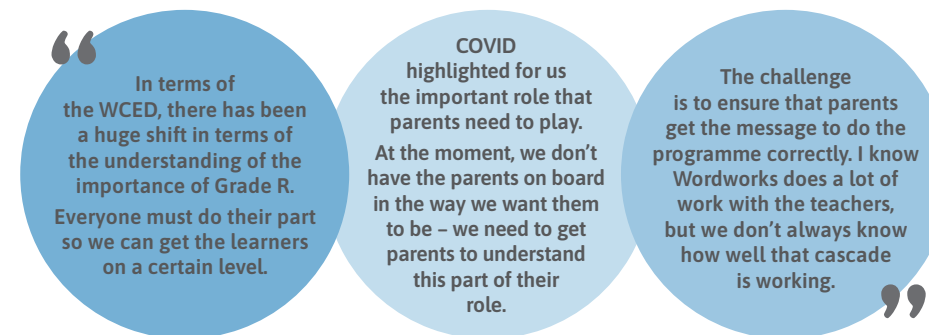 In terms of
the WCED, there has been
a huge shift in terms of
the understanding of the
importance of Grade R.
Everyone must do their part
so we can get the learners
on a certain level.
COVID
highlighted for us
the important role that
parents need to play.
At the moment, we don’t
have the parents on board
in the way we want them
to be – we need to get
parents to understand
this part of their
role.
The challenge
is to ensure that parents
get the message to do the
programme correctly. I know
Wordworks does a lot of
work with the teachers,
but we don’t always know
how well that cascade
is working.